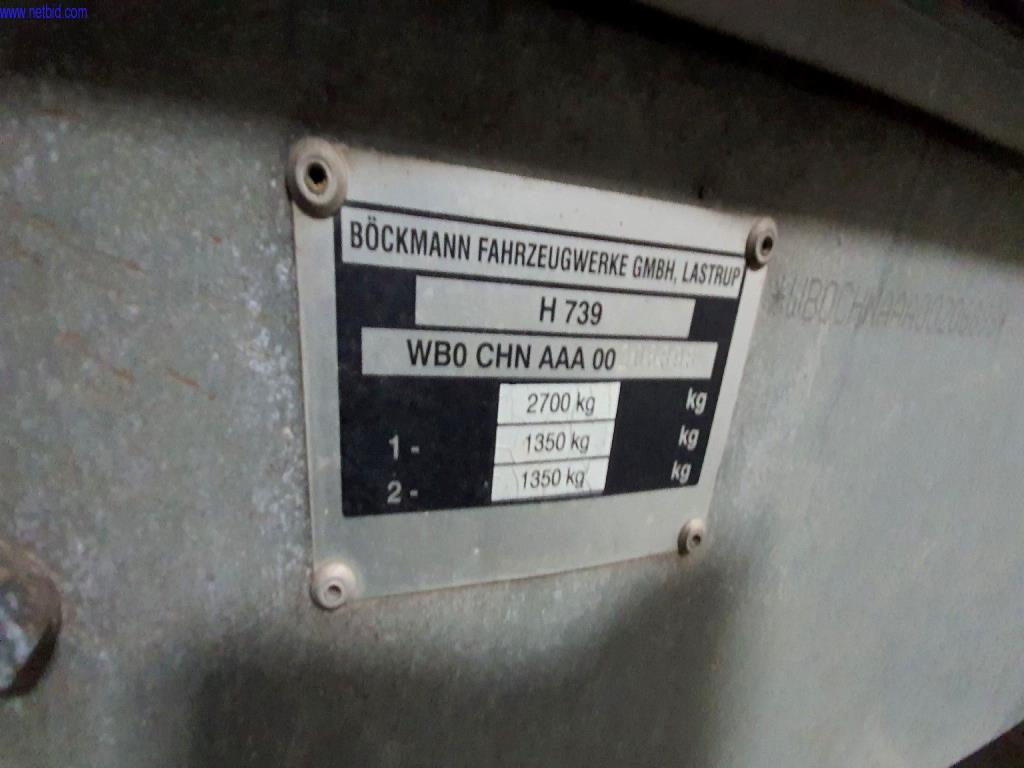 www.netbid.com
BÖCKMANN FAHRZEUGWERKE GMBH, LASTRUP
H 739
WB0 CHN AAA 00
2700 kg kg
1 - 1350 kg kg
2 - 1350 kg kg